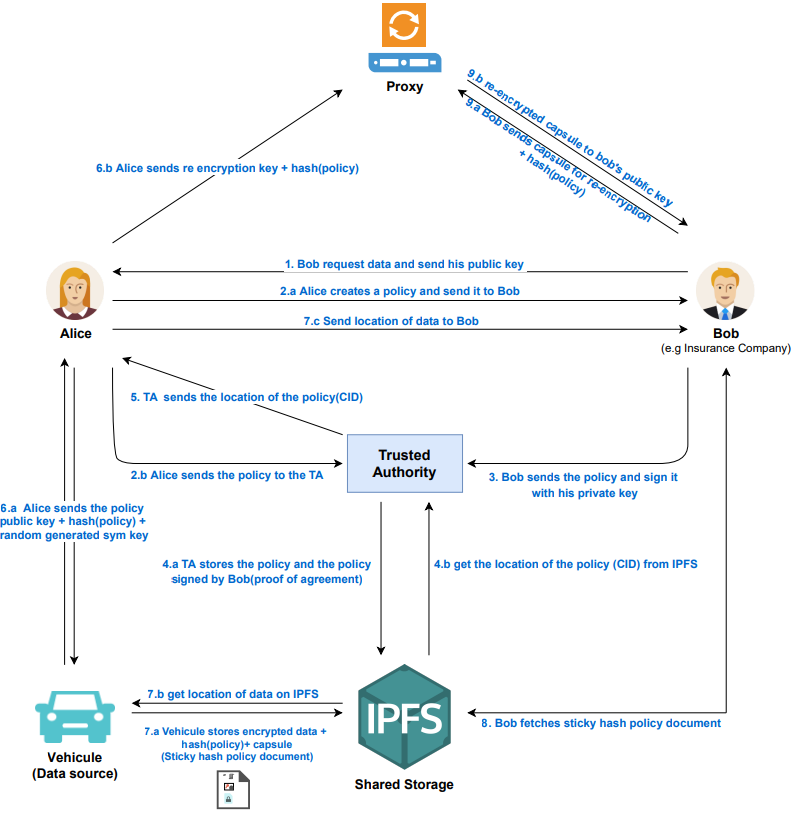 Proxy
9.b re-encrypted capsule to bob's public key
9.a Bob sends capsule for re-encryption
+ hash(policy)
6.b Alice sends re encryption key + hash(policy)
1. Bob request data and send his public key
2.a Alice creates a policy and send it to Bob
7.c Send location of data to Bob
Alice
Bob
(e.g Insurance Company)
5. TA sends the location of the policy(CID)
Trusted
Authority
2.b Alice sends the policy to the TA
3. Bob sends the policy and sign it
with his private key
6.a Alice sends the policy
public key + hash(policy) +
random generated sym key
4.a TA stores the policy and the policy
signed by Bob(proof of agreement)
4.b get the location of the policy (CID) from IPFS
7.b get location of data on IPFS
IPFS
7.a Vehicule stores encrypted data +
hash(policy)+ capsule
(Sticky hash policy document)
8. Bob fetches sticky hash policy document
Vehicule
(Data source)
Shared Storage